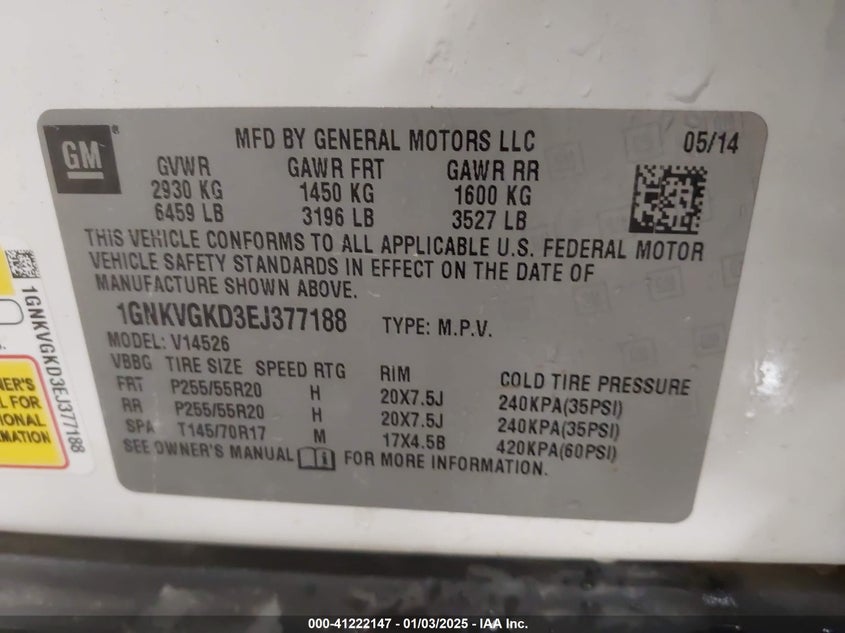 GM
MFD BY GENERAL MOTORS LLC 05/14
GVWR GAWR FRT GAWR RR
2930 KG 1450 KG 1600 KG
6459 LB 3196 LB 3527 LB
THIS VEHICLE CONFORMS TO ALL APPLICABLE U.S. FEDERAL MOTOR
VEHICLE SAFETY STANDARDS IN EFFECT ON THE DATE OF
MANUFACTURE SHOWN ABOVE.
1GNKVGKD3EJ377188 TYPE: M.P.V.
MODEL: V14526
VBBG TIRE SIZE SPEED RTG RIM COLD TIRE PRESSURE
FRT P255/55R20 H 20X7.5J 240KPA(35PSI)
RR P255/55R20 H 20X7.5J 240KPA(35PSI)
SPA T145/70R17 M 17X4.5B 420KPA(60PSI)
SEE OWNER'S MANUAL FOR MORE INFORMATION.
1GNKVGKD3EJ377188
FOR
000-41222147 - 01/03/2025 - IAA Inc.